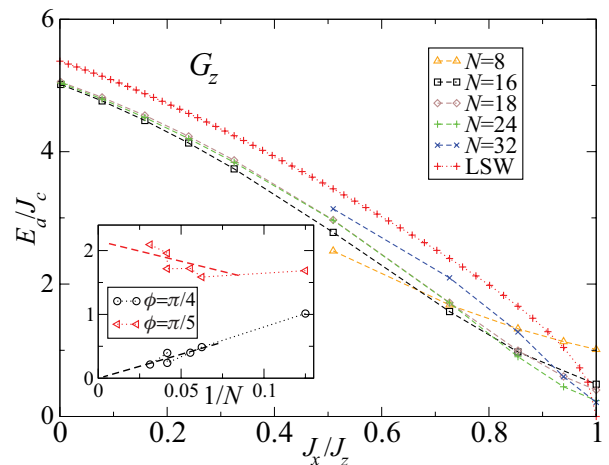 6
4
2
0
E_a/J_c
G_z
N=8
N=16
N=18
N=24
N=32
LSW
2
1
0
ϕ=π/4
ϕ=π/5
0.05 0.1
1/N
0 0.2 0.4 0.6 0.8 1
J_x/J_z